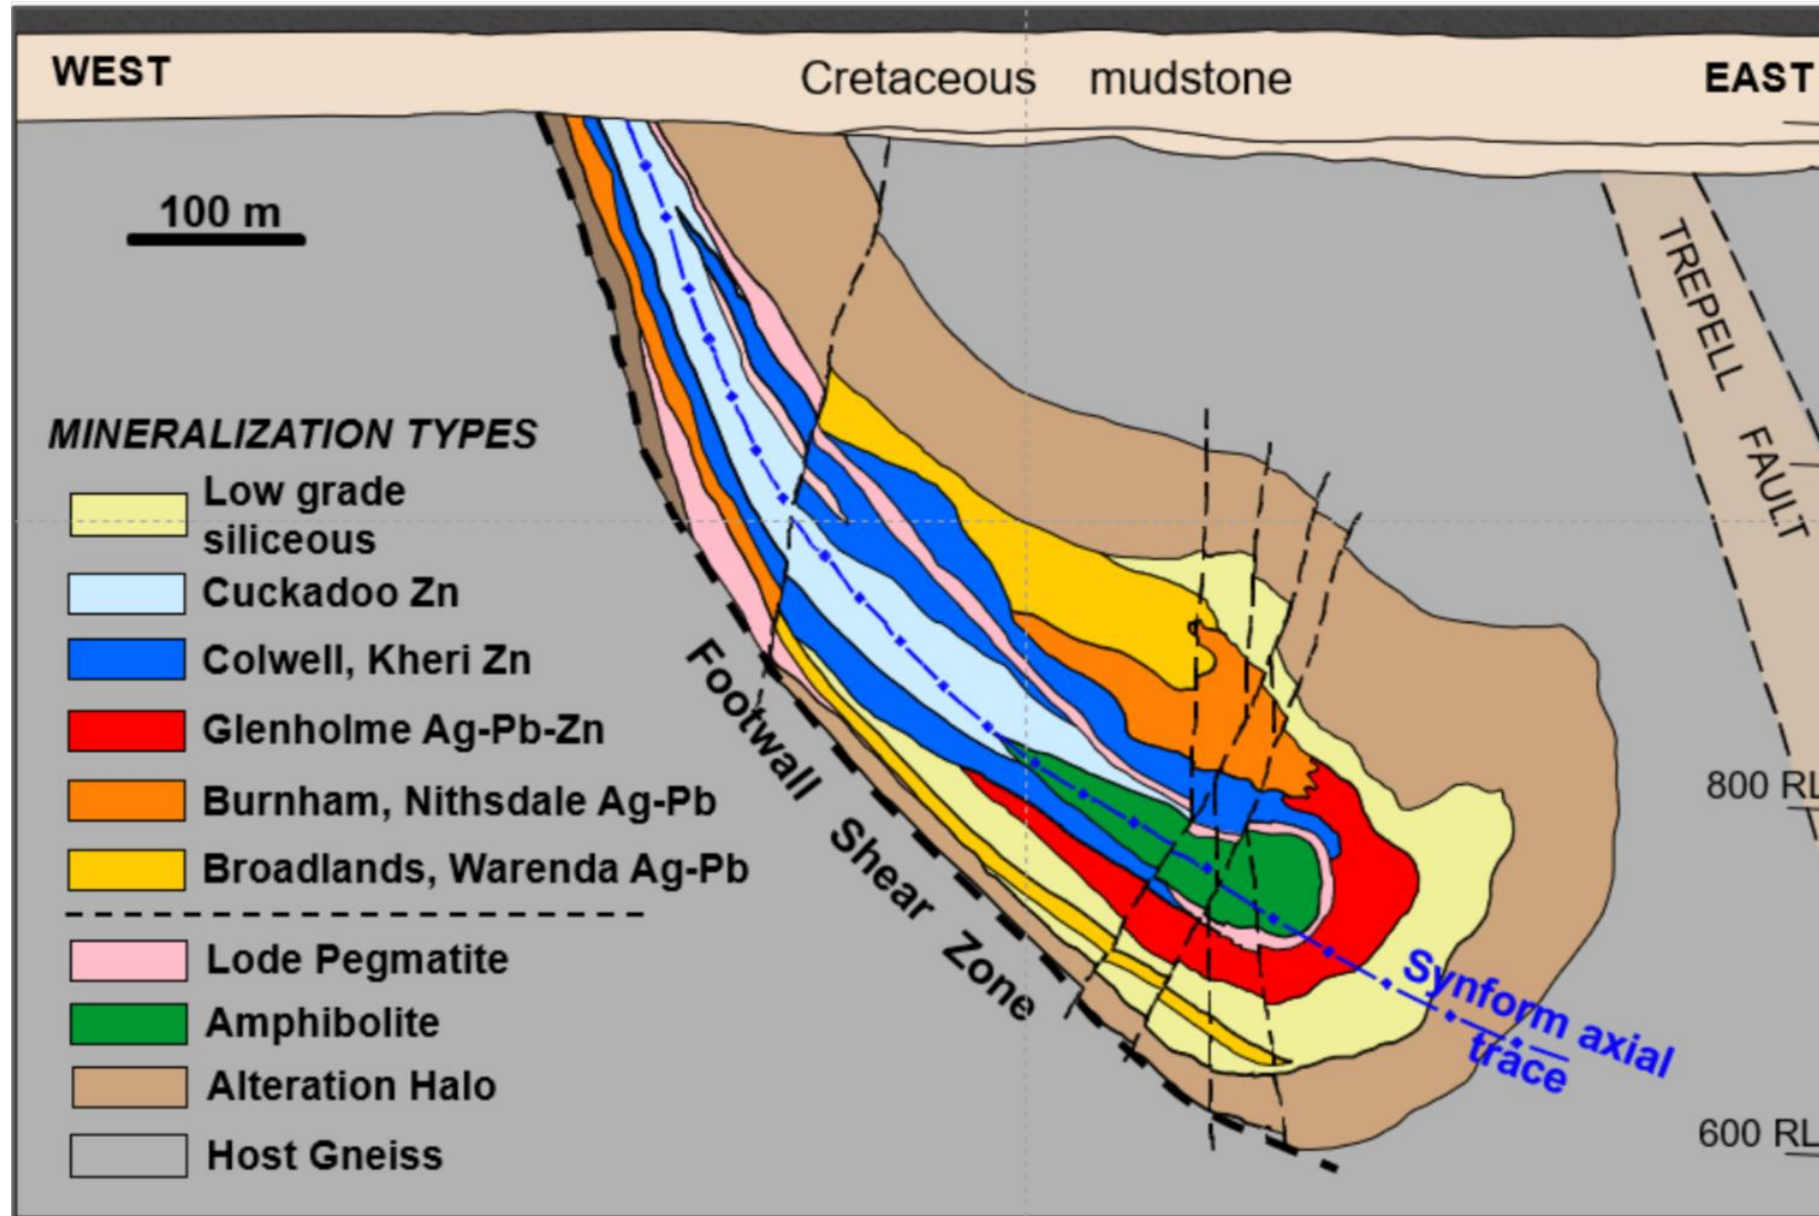 WEST
Cretaceous mudstone
EAST
100 m
TREPELL FAULT
MINERALIZATION TYPES
Low grade
siliceous
Cuckadoo Zn
Colwell, Kheri Zn
Glenholme Ag-Pb-Zn
Burnham, Nithsdale Ag-Pb
Broadlands, Warenda Ag-Pb
Lode Pegmatite
Amphibolite
Alteration Halo
Host Gneiss
Footwall Shear Zone
800 RL
Synform axial
trace
600 RL